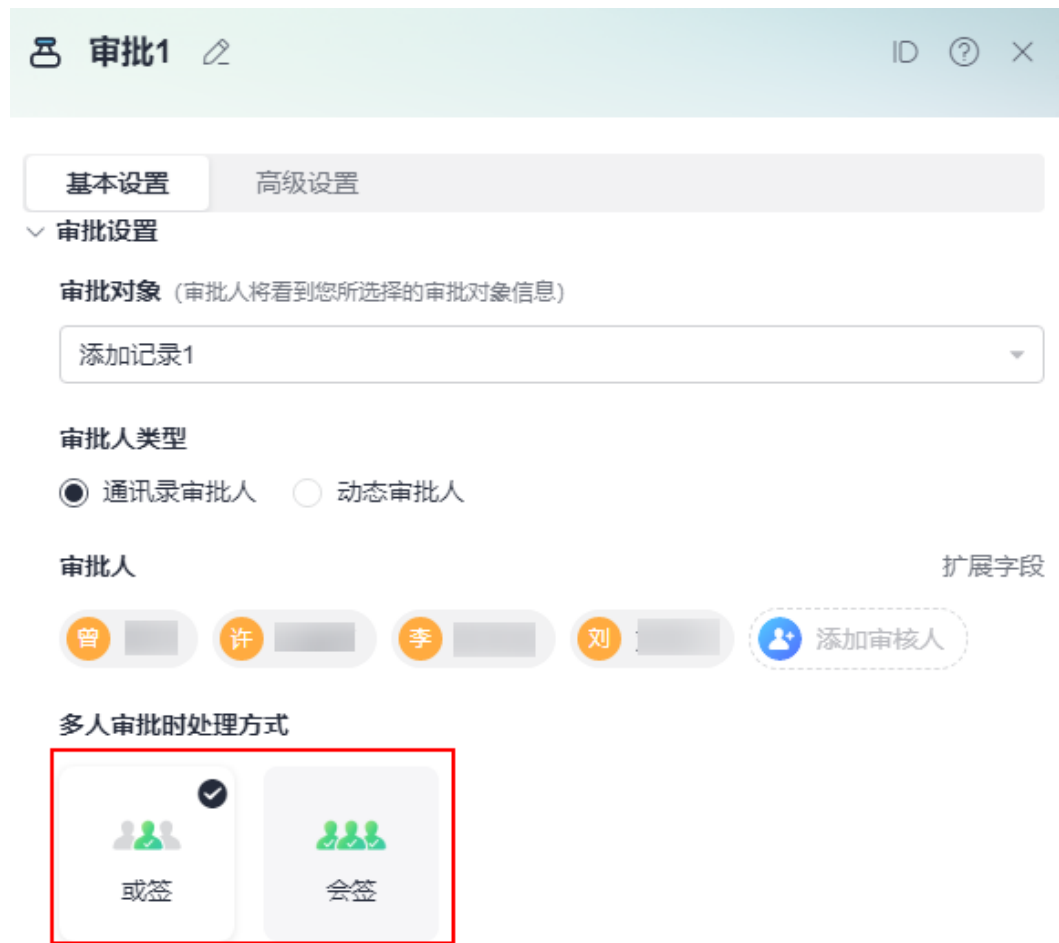 审批1 ID
基本设置 高级设置
审批设置
审批对象（审批人将看到您所选择的审批对象信息）
添加记录1
审批人类型
通讯录审批人 动态审批人
审批人 扩展字段
曾 许 李 刘 添加审核人
多人审批时处理方式
或签 会签